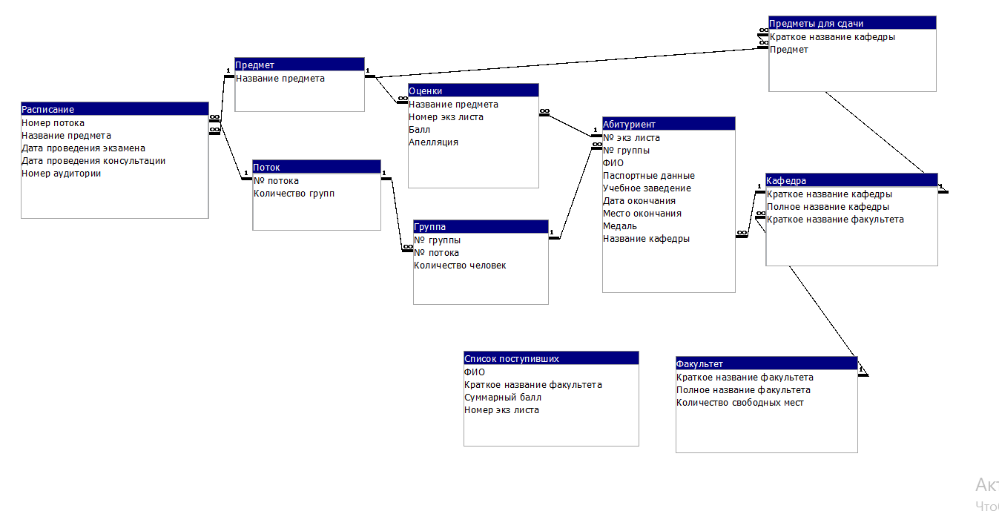 Предметы для сдачи
Краткое название кафедры
Предмет
Предмет
Название предмета
Оценки
Название предмета
Номер экз листа
Балл
Апелляция
Расписание
Номер потока
Название предмета
Дата проведения экзамена
Дата проведения консультации
Номер аудитории
Абитуриент
№ экз листа
№ группы
ФИО
Паспортные данные
Учебное заведение
Дата окончания
Место окончания
Медаль
Название кафедры
Поток
№ потока
Количество групп
Кафедра
Краткое название кафедры
Полное название кафедры
Краткое название факультета
Группа
№ группы
№ потока
Количество человек
Список поступивших
ФИО
Краткое название факультета
Суммарный балл
Номер экз листа
Факультет
Краткое название факультета
Полное название факультета
Количество свободных мест